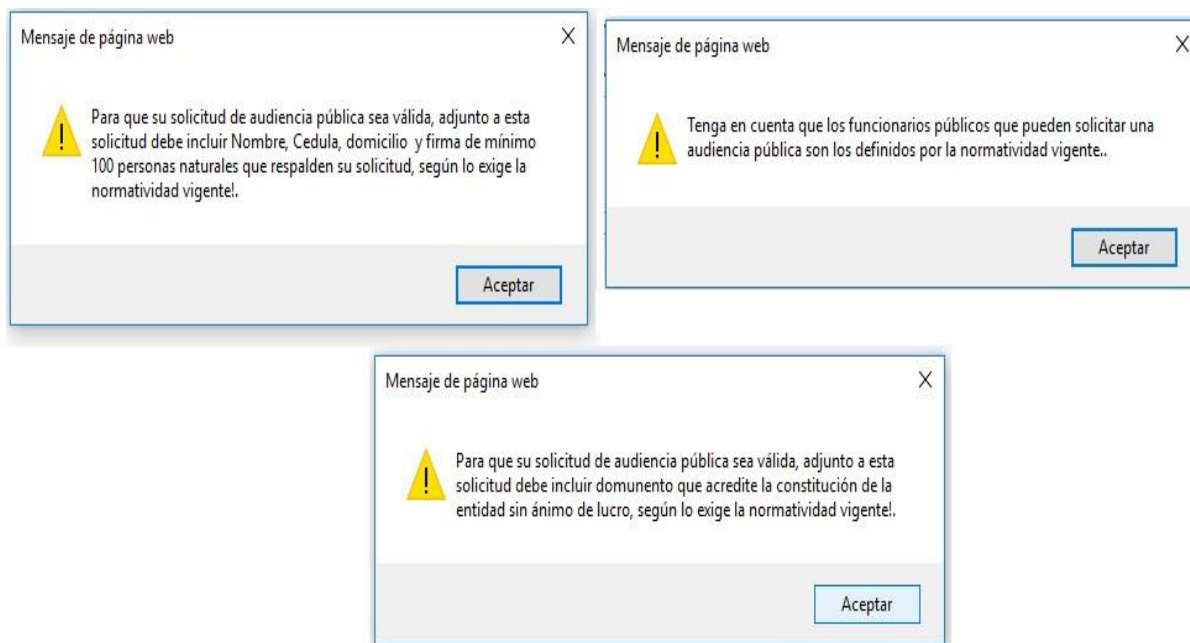 Mensaje de página web
X
Para que su solicitud de audiencia pública sea válida, adjunto a esta
solicitud debe incluir Nombre, Cedula, domicilio y firma de mínimo
100 personas naturales que respalden su solicitud, según lo exige la
normatividad vigente!.
Aceptar
Mensaje de página web
X
Tenga en cuenta que los funcionarios públicos que pueden solicitar una
audiencia pública son los definidos por la normatividad vigente..
Aceptar
Mensaje de página web
X
Para que su solicitud de audiencia pública sea válida, adjunto a esta
solicitud debe incluir domunento que acredite la constitución de la
entidad sin ánimo de lucro, según lo exige la normatividad vigente!.
Aceptar